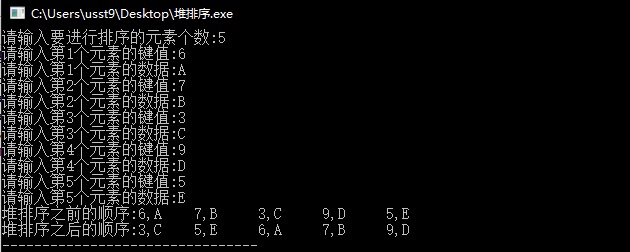 C:\Users\usst9\Desktop\堆排序.exe
请输入要进行排序的元素个数:5
请输入第1个元素的键值:6
请输入第1个元素的数据:A
请输入第2个元素的键值:7
请输入第2个元素的数据:B
请输入第3个元素的键值:3
请输入第3个元素的数据:C
请输入第4个元素的键值:9
请输入第4个元素的数据:D
请输入第5个元素的键值:5
请输入第5个元素的数据:E
堆排序之前的顺序:6,A    7,B     3,C     9,D     5,E
堆排序之后的顺序:3,C    5,E     6,A     7,B     9,D
--------------------------------